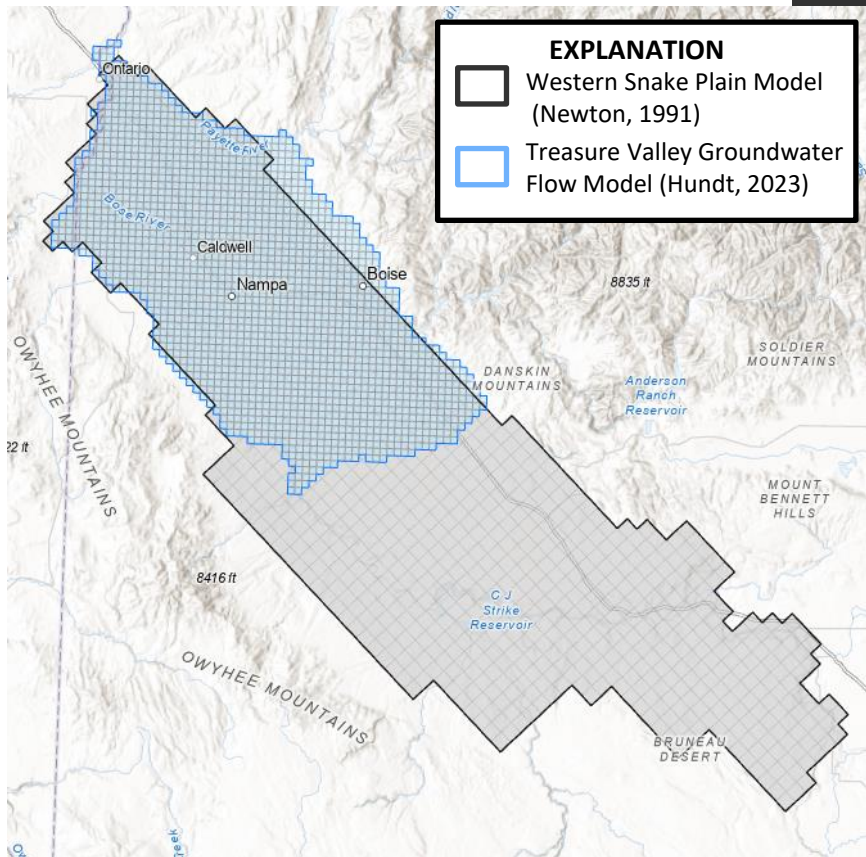 EXPLANATION
Western Snake Plain Model
(Newton, 1991)
Treasure Valley Groundwater
Flow Model (Hundt, 2023)
Ontario
Payette River
Boise River
Caldwell
Nampa
Boise
8835 ft
SOLDIER
MOUNTAINS
DANSKIN
MOUNTAINS
Anderson
Ranch
Reservoir
OWYHEE MOUNTAINS
22 ft
MOUNT
BENNETT
HILLS
8416 ft
C J
Strike
Reservoir
OWYHEE MOUNTAINS
BRUNEAU
DESERT
Creek